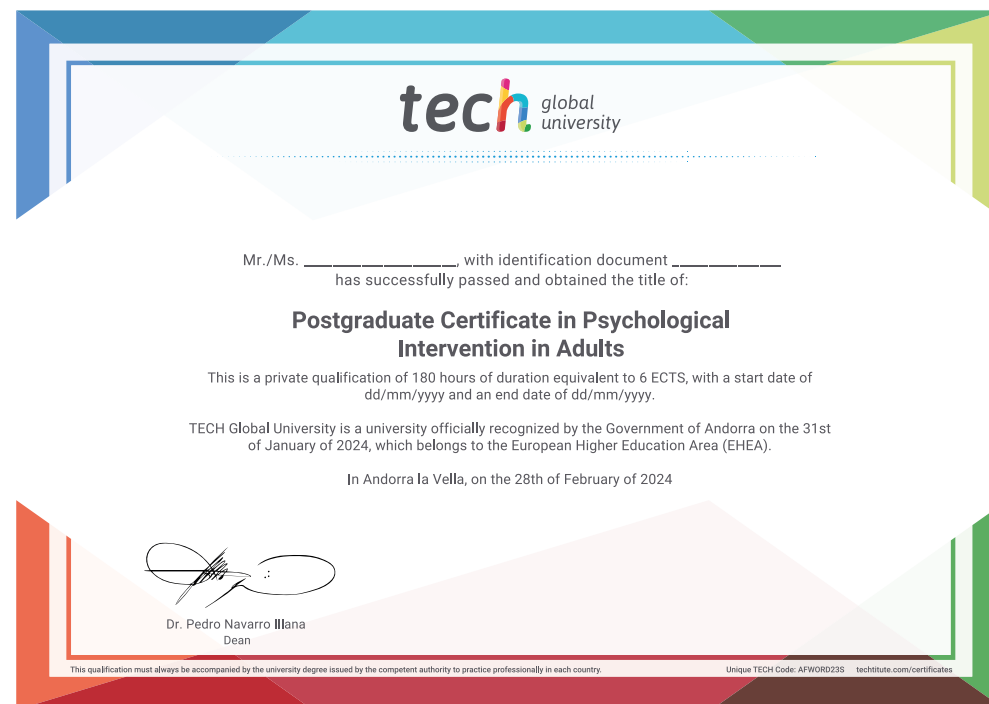 tech global university
Mr./Ms. ____________________, with identification document ______________
has successfully passed and obtained the title of:
Postgraduate Certificate in Psychological
Intervention in Adults
This is a private qualification of 180 hours of duration equivalent to 6 ECTS, with a start date of
dd/mm/yyyy and an end date of dd/mm/yyyy.
TECH Global University is a university officially recognized by the Government of Andorra on the 31st
of January of 2024, which belongs to the European Higher Education Area (EHEA).
In Andorra la Vella, on the 28th of February of 2024
Dr. Pedro Navarro Illana
Dean
This qualification must always be accompanied by the university degree issued by the competent authority to practice professionally in each country.
Unique TECH Code: AFWORD23S techtitute.com/certificates